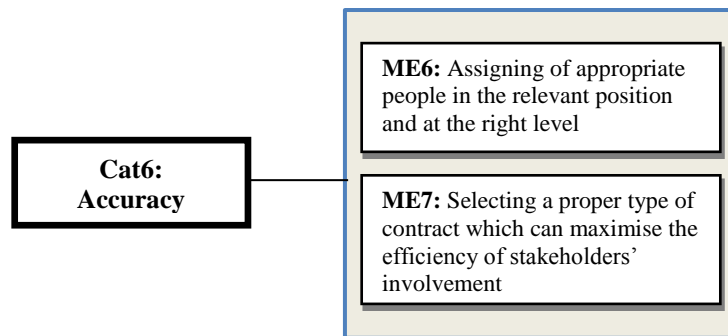 Cat6:
Accuracy
ME6: Assigning of appropriate
people in the relevant position
and at the right level
ME7: Selecting a proper type of
contract which can maximise the
efficiency of stakeholders’
involvement